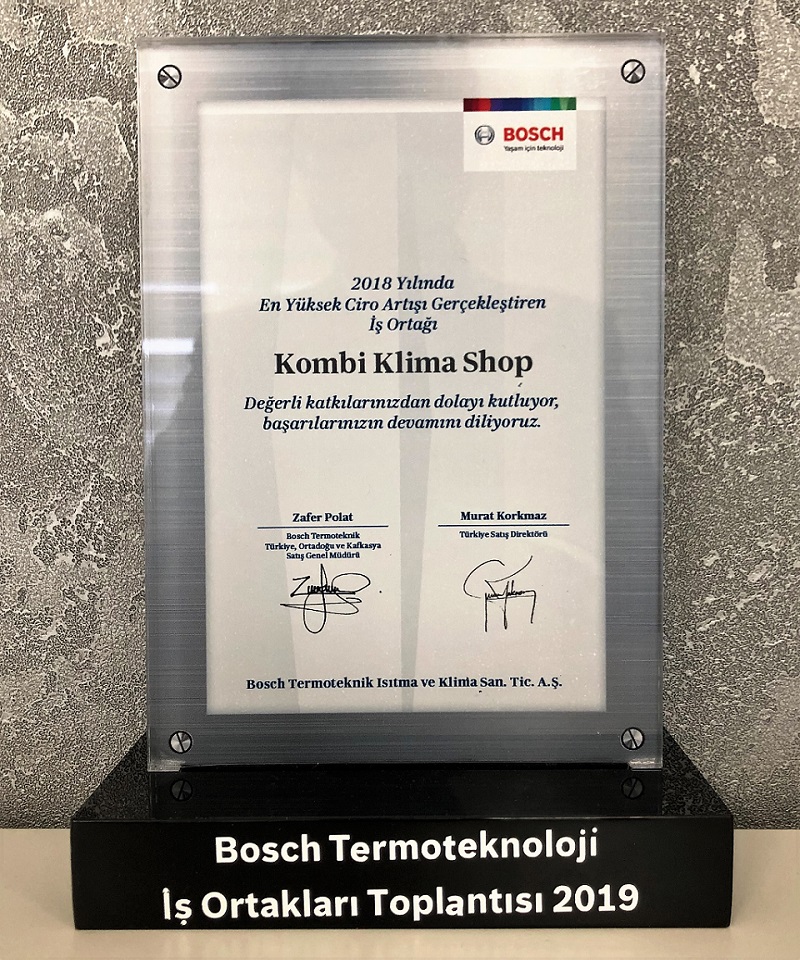 BOSCH
Yaşam için teknoloji
2018 Yılında
En Yüksek Ciro Artışı Gerçekleştiren
İş Ortağı
Kombi Klima Shop
Değerli katkılarınızdan dolayı kutluyor,
başarılarınızın devamını diliyoruz.
Zafer Polat
Bosch Termoteknik
Türkiye, Ortadoğu ve Kafkasya
Satış Genel Müdürü
Murat Korkmaz
Türkiye Satış Direktörü
Bosch Termoteknik Isıtma ve Klima San. Tic. A.Ş.
Bosch Termoteknoloji
İş Ortakları Toplantısı 2019